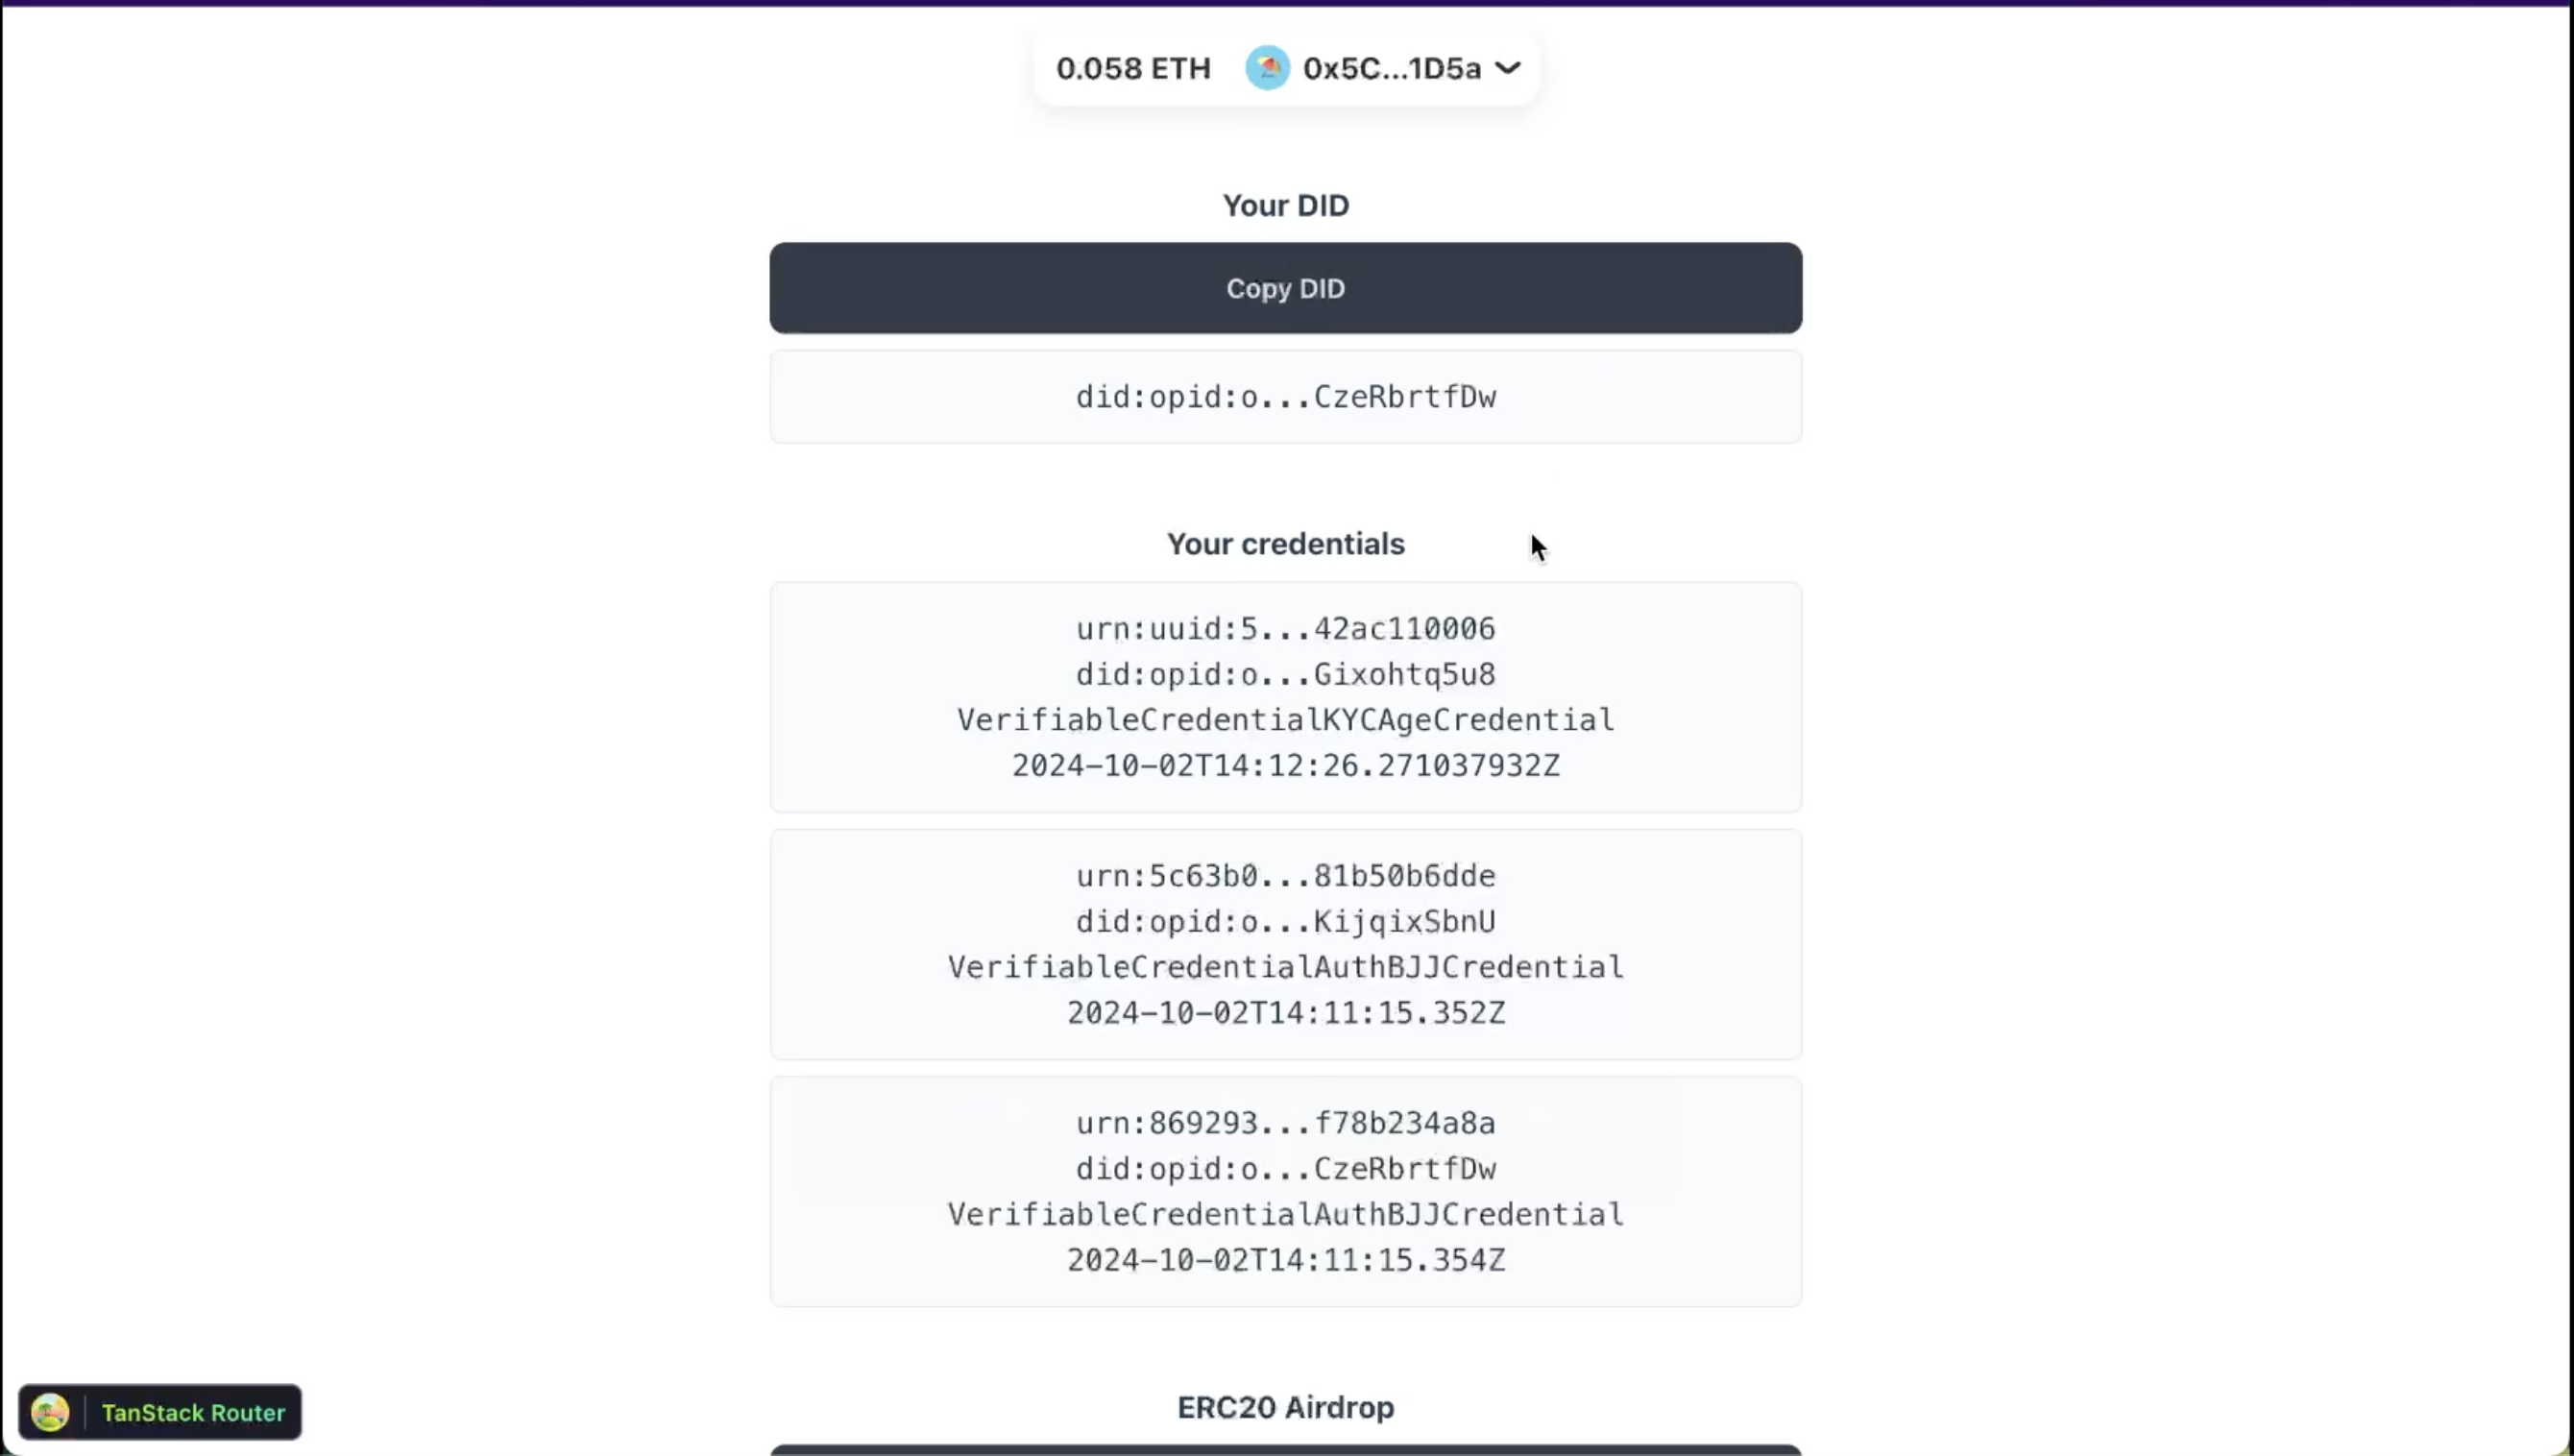 0.058 ETH 0x5C...1D5a
Your DID
Copy DID
did:opid:o...CzeRbrtfDw
Your credentials
urn:uuid:5...42ac110006
did:opid:o...Gixohtq5u8
VerifiableCredentialKYCAgeCredential
2024-10-02T14:12:26.271037932Z
urn:5c63b0...81b50b6dde
did:opid:o...KijqixSbnU
VerifiableCredentialAuthBJJCredential
2024-10-02T14:11:15.352Z
urn:869293...f78b234a8a
did:opid:o...CzeRbrtfDw
VerifiableCredentialAuthBJJCredential
2024-10-02T14:11:15.354Z
ERC20 Airdrop
TanStack Router